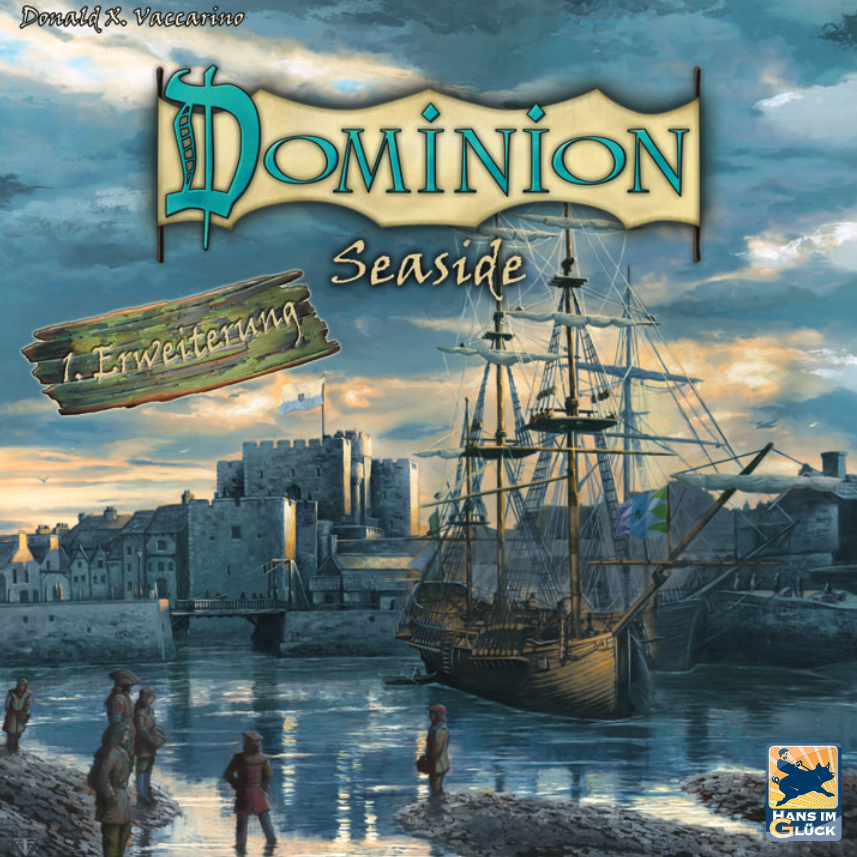 Donald X. Vaccarino
DOMINION
Seaside
1. Erweiterung
HANS IM
GLÜCK